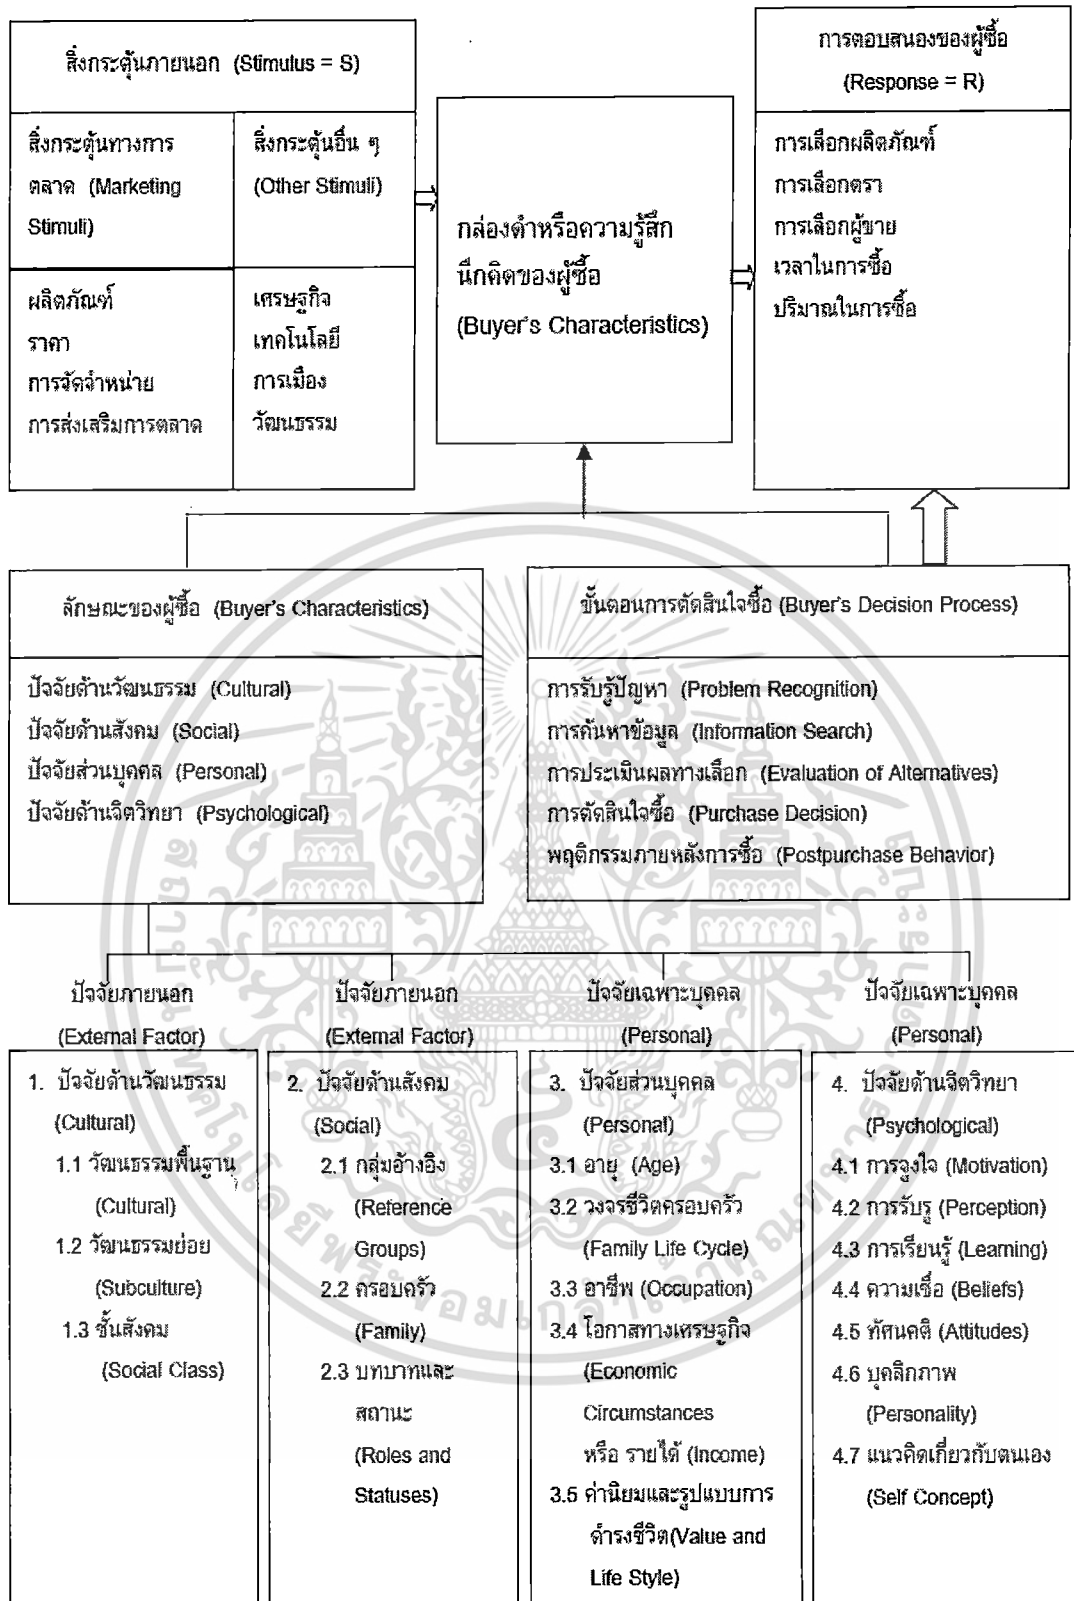 สิ่งกระตุ้นภายนอก (Stimulus = S)
สิ่งกระตุ้นทางการ
ตลาด (Marketing
Stimuli)
สิ่งกระตุ้นอื่น ๆ
(Other Stimuli)
ผลิตภัณฑ์
ราคา
การจัดจำหน่าย
การส่งเสริมการตลาด
เศรษฐกิจ
เทคโนโลยี
การเมือง
วัฒนธรรม
กล่องดำหรือความรู้สึก
นึกคิดของผู้ซื้อ
(Buyer's Characteristics)
การตอบสนองของผู้ซื้อ
(Response = R)
การเลือกผลิตภัณฑ์
การเลือกตรา
การเลือกผู้ขาย
เวลาในการซื้อ
ปริมาณในการซื้อ
ลักษณะของผู้ซื้อ (Buyer's Characteristics)
ปัจจัยด้านวัฒนธรรม (Cultural)
ปัจจัยด้านสังคม (Social)
ปัจจัยส่วนบุคคล (Personal)
ปัจจัยด้านจิตวิทยา (Psychological)
ขั้นตอนการตัดสินใจซื้อ (Buyer's Decision Process)
การรับรู้ปัญหา (Problem Recognition)
การค้นหาข้อมูล (Information Search)
การประเมินผลทางเลือก (Evaluation of Alternatives)
การตัดสินใจซื้อ (Purchase Decision)
พฤติกรรมภายหลังการซื้อ (Postpurchase Behavior)
ปัจจัยภายนอก
(External Factor)
1. ปัจจัยด้านวัฒนธรรม
(Cultural)
1.1 วัฒนธรรมพื้นฐาน
(Cultural)
1.2 วัฒนธรรมย่อย
(Subculture)
1.3 ชั้นสังคม
(Social Class)
ปัจจัยภายนอก
(External Factor)
2. ปัจจัยด้านสังคม
(Social)
2.1 กลุ่มอ้างอิง
(Reference
Groups)
2.2 ครอบครัว
(Family)
2.3 บทบาทและ
สถานะ
(Roles and
Statuses)
ปัจจัยเฉพาะบุคคล
(Personal)
3. ปัจจัยส่วนบุคคล
(Personal)
3.1 อายุ (Age)
3.2 วงจรชีวิตครอบครัว
(Family Life Cycle)
3.3 อาชีพ (Occupation)
3.4 โอกาสทางเศรษฐกิจ
(Economic
Circumstances
หรือ รายได้ (Income)
3.5 ค่านิยมและรูปแบบการ
ดำรงชีวิต(Value and
Life Style)
ปัจจัยเฉพาะบุคคล
(Personal)
4. ปัจจัยด้านจิตวิทยา
(Psychological)
4.1 การจูงใจ (Motivation)
4.2 การรับรู้ (Perception)
4.3 การเรียนรู้ (Learning)
4.4 ความเชื่อ (Beliefs)
4.5 ทัศนคติ (Attitudes)
4.6 บุคลิกภาพ
(Personality)
4.7 แนวคิดเกี่ยวกับตนเอง
(Self Concept)